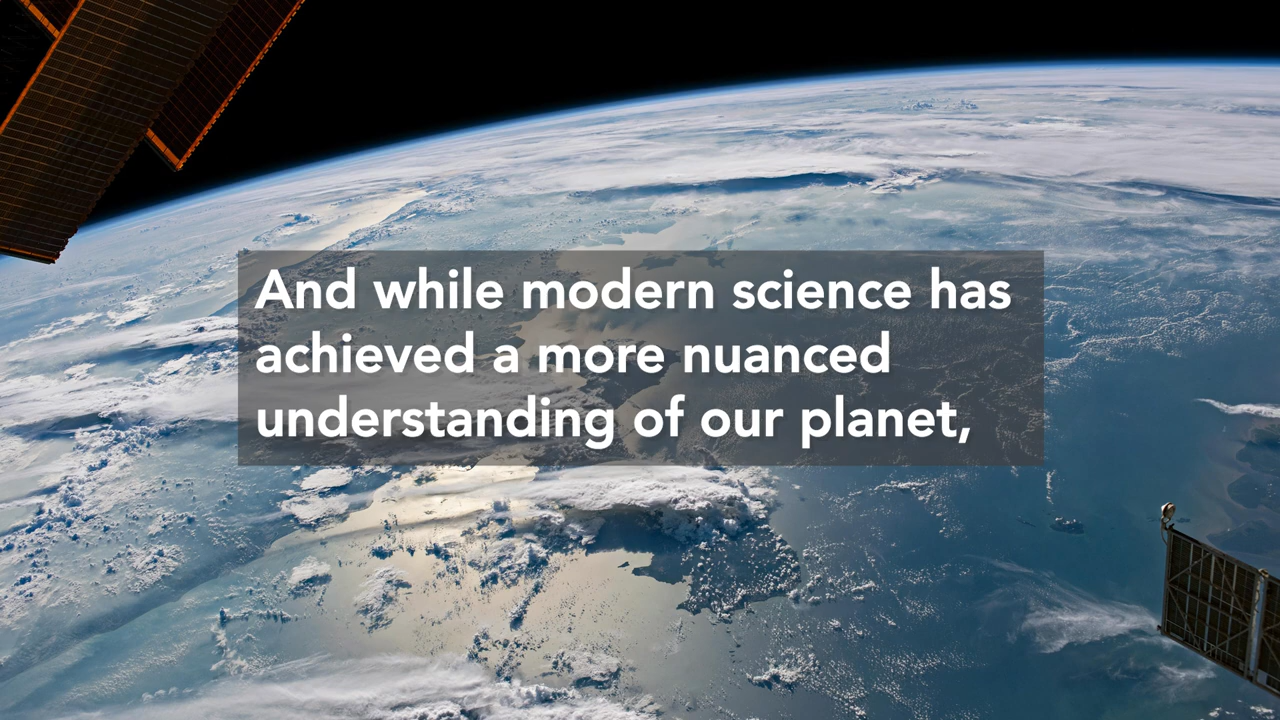 And while modern science has
achieved a more nuanced
understanding of our planet,